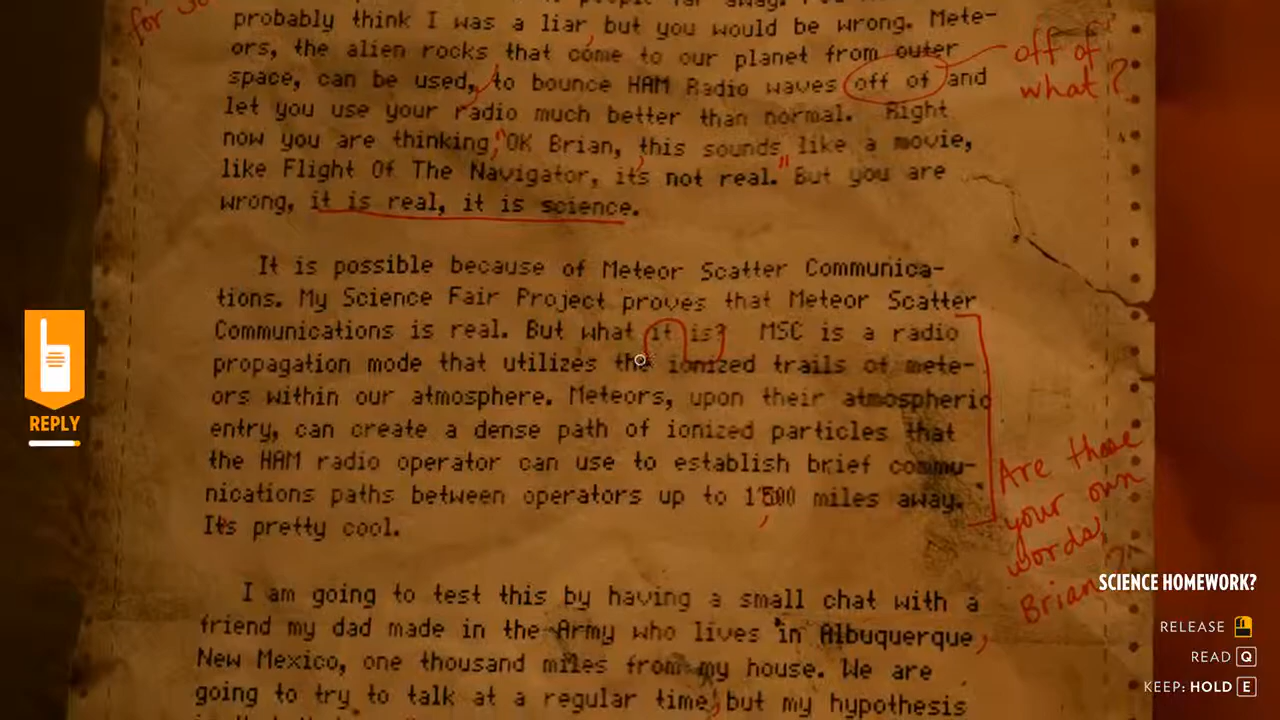 probably think I was a liar, but you would be wrong. Mete-
ors, the alien rocks that come to our planet from outer
space, can be used, to bounce HAM Radio waves off of and
let you use your radio much better than normal. Right
now you are thinking, "OK Brian, this sounds like a movie,
like Flight Of The Navigator, it's not real." But you are
wrong, it is real, it is science.
off of
what?
It is possible because of Meteor Scatter Communica-
tions. My Science Fair Project proves that Meteor Scatter
Communications is real. But what it is? MSC is a radio
propagation mode that utilizes the ionized trails of mete-
ors within our atmosphere. Meteors, upon their atmospheric
entry, can create a dense path of ionized particles that
the HAM radio operator can use to establish brief commu-
nications paths between operators up to 1,500 miles away.
It's pretty cool.
Are these
your own
words,
Brian?
I am going to test this by having a small chat with a
friend my dad made in the Army who lives in Albuquerque,
New Mexico, one thousand miles from my house. We are
going to try to talk at a regular time, but my hypothesis
REPLY
SCIENCE HOMEWORK?
RELEASE
READ Q
KEEP: HOLD E